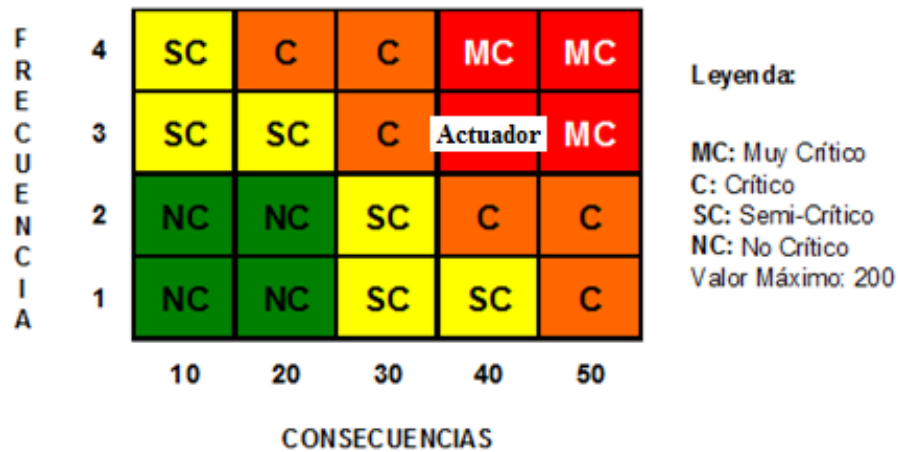 FRECUENCIA
4 SC C C MC MC
3 SC SC C Actuador MC
2 NC NC SC C C
1 NC NC SC SC C
10 20 30 40 50
CONSECUENCIAS
Leyenda:
MC: Muy Crítico
C: Crítico
SC: Semi-Crítico
NC: No Crítico
Valor Máximo: 200